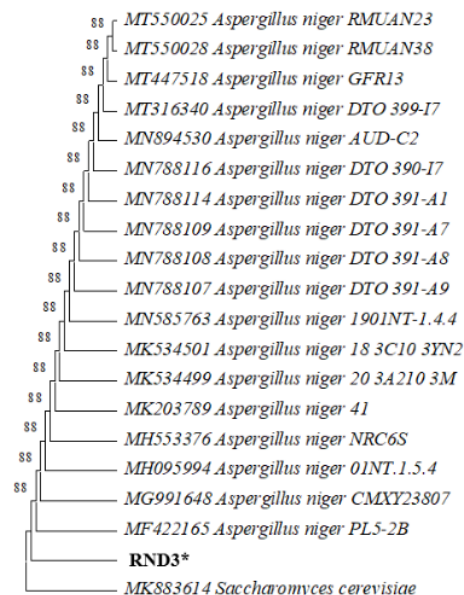 88 MT550025 Aspergillus niger RMUAN23
88 MT550028 Aspergillus niger RMUAN38
88 MT447518 Aspergillus niger GFR13
88 MT316340 Aspergillus niger DTO 399-I7
88 MN894530 Aspergillus niger AUD-C2
88 MN788116 Aspergillus niger DTO 390-I7
88 MN788114 Aspergillus niger DTO 391-A1
88 MN788109 Aspergillus niger DTO 391-A7
88 MN788108 Aspergillus niger DTO 391-A8
88 MN788107 Aspergillus niger DTO 391-A9
88 MN585763 Aspergillus niger 1901NT-1.4.4
88 MK534501 Aspergillus niger 18 3C10 3YN2
88 MK534499 Aspergillus niger 20 3A210 3M
88 MK203789 Aspergillus niger 41
88 MH553376 Aspergillus niger NRC6S
88 MH095994 Aspergillus niger 01NT.1.5.4
88 MG991648 Aspergillus niger CMXY23807
MF422165 Aspergillus niger PL5-2B
RND3*
MK883614 Saccharomyces cerevisiae